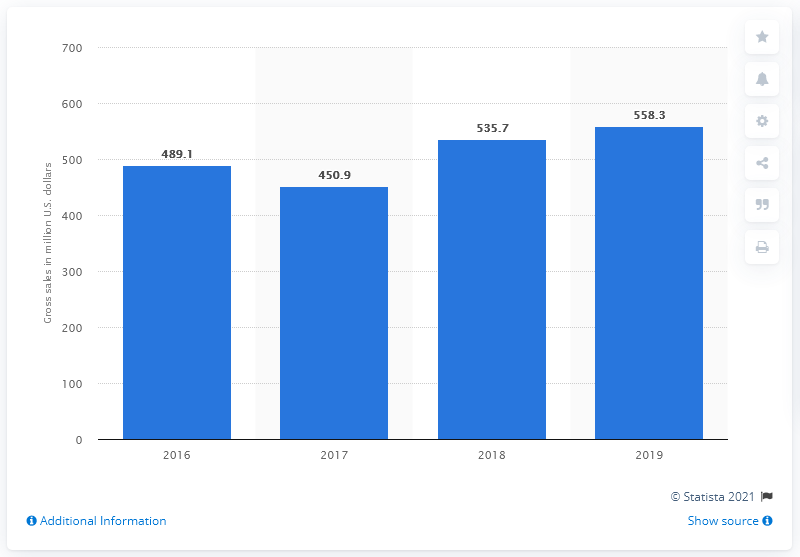 700
600
500
400
300
200
100
0
Gross sales in million U.S. dollars
489.1
450.9
535.7
558.3
2016 2017 2018 2019
© Statista 2021
Additional Information
Show source